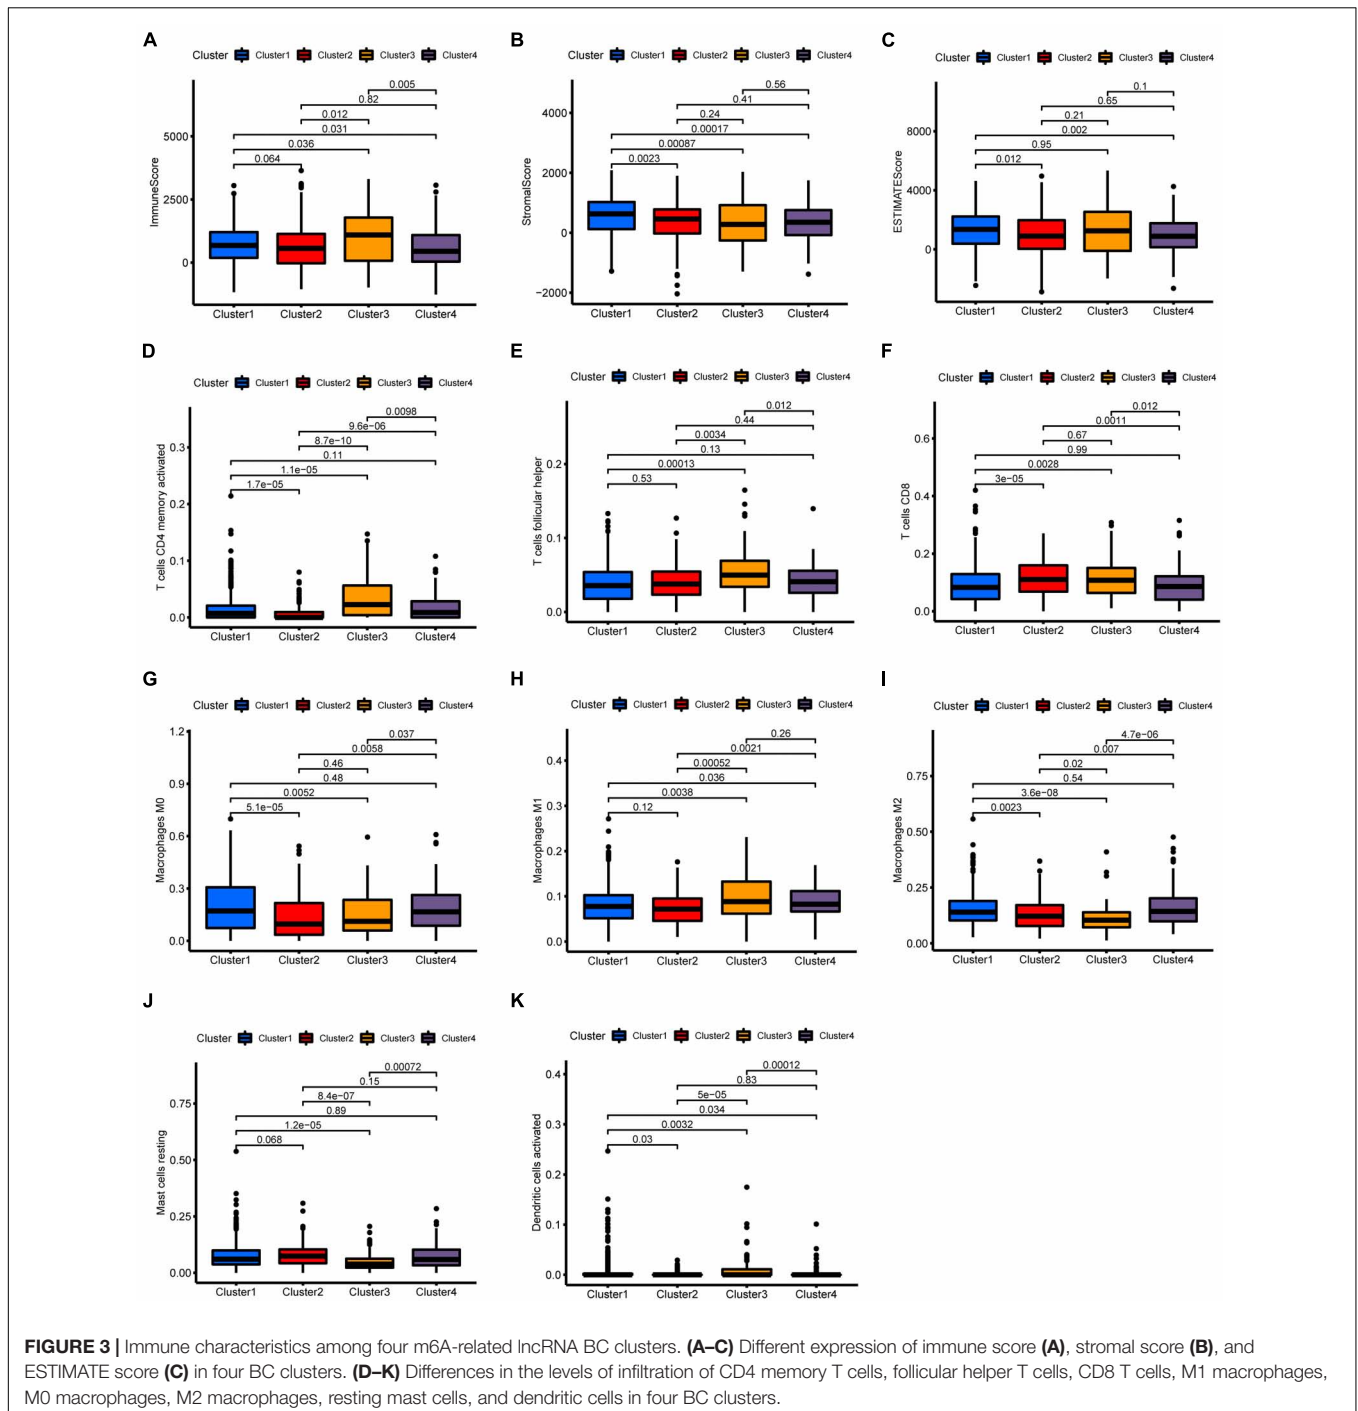 A
Cluster Cluster1 Cluster2 Cluster3 Cluster4
0.005
0.82
0.012
0.031
0.036
0.064
ImmuneScore
5000
2500
0
Cluster1 Cluster2 Cluster3 Cluster4
B
Cluster Cluster1 Cluster2 Cluster3 Cluster4
0.56
0.41
0.24
0.00017
0.00087
0.0023
StromalScore
4000
2000
0
−2000
Cluster1 Cluster2 Cluster3 Cluster4
C
Cluster Cluster1 Cluster2 Cluster3 Cluster4
0.1
0.65
0.21
0.002
0.95
0.012
ESTIMATEScore
8000
4000
0
Cluster1 Cluster2 Cluster3 Cluster4
D
Cluster Cluster1 Cluster2 Cluster3 Cluster4
0.0098
9.6e−06
8.7e−10
0.11
1.1e−05
1.7e−05
T cells CD4 memory activated
0.3
0.2
0.1
0.0
Cluster1 Cluster2 Cluster3 Cluster4
E
Cluster Cluster1 Cluster2 Cluster3 Cluster4
0.012
0.44
0.0034
0.13
0.00013
0.53
T cells follicular helper
0.2
0.1
0.0
Cluster1 Cluster2 Cluster3 Cluster4
F
Cluster Cluster1 Cluster2 Cluster3 Cluster4
0.012
0.0011
0.67
0.99
0.0028
3e−05
T cells CD8
0.6
0.4
0.2
0.0
Cluster1 Cluster2 Cluster3 Cluster4
G
Cluster Cluster1 Cluster2 Cluster3 Cluster4
0.037
0.0058
0.46
0.48
0.0052
5.1e−05
Macrophages M0
1.2
0.9
0.6
0.3
0.0
Cluster1 Cluster2 Cluster3 Cluster4
H
Cluster Cluster1 Cluster2 Cluster3 Cluster4
0.26
0.0021
0.00052
0.036
0.0038
0.12
Macrophages M1
0.4
0.3
0.2
0.1
0.0
Cluster1 Cluster2 Cluster3 Cluster4
I
Cluster Cluster1 Cluster2 Cluster3 Cluster4
4.7e−06
0.007
0.02
0.54
3.6e−08
0.0023
Macrophages M2
0.75
0.50
0.25
0.00
Cluster1 Cluster2 Cluster3 Cluster4
J
Cluster Cluster1 Cluster2 Cluster3 Cluster4
0.00072
0.15
8.4e−07
0.89
1.2e−05
0.068
Mast cells resting
0.75
0.50
0.25
0.00
Cluster1 Cluster2 Cluster3 Cluster4
K
Cluster Cluster1 Cluster2 Cluster3 Cluster4
0.00012
0.83
5e−05
0.034
0.0032
0.03
Dendritic cells activated
0.4
0.3
0.2
0.1
0.0
Cluster1 Cluster2 Cluster3 Cluster4
FIGURE 3 | Immune characteristics among four m6A-related lncRNA BC clusters. (A–C) Different expression of immune score (A), stromal score (B), and
ESTIMATE score (C) in four BC clusters. (D–K) Differences in the levels of infiltration of CD4 memory T cells, follicular helper T cells, CD8 T cells, M1 macrophages,
M0 macrophages, M2 macrophages, resting mast cells, and dendritic cells in four BC clusters.